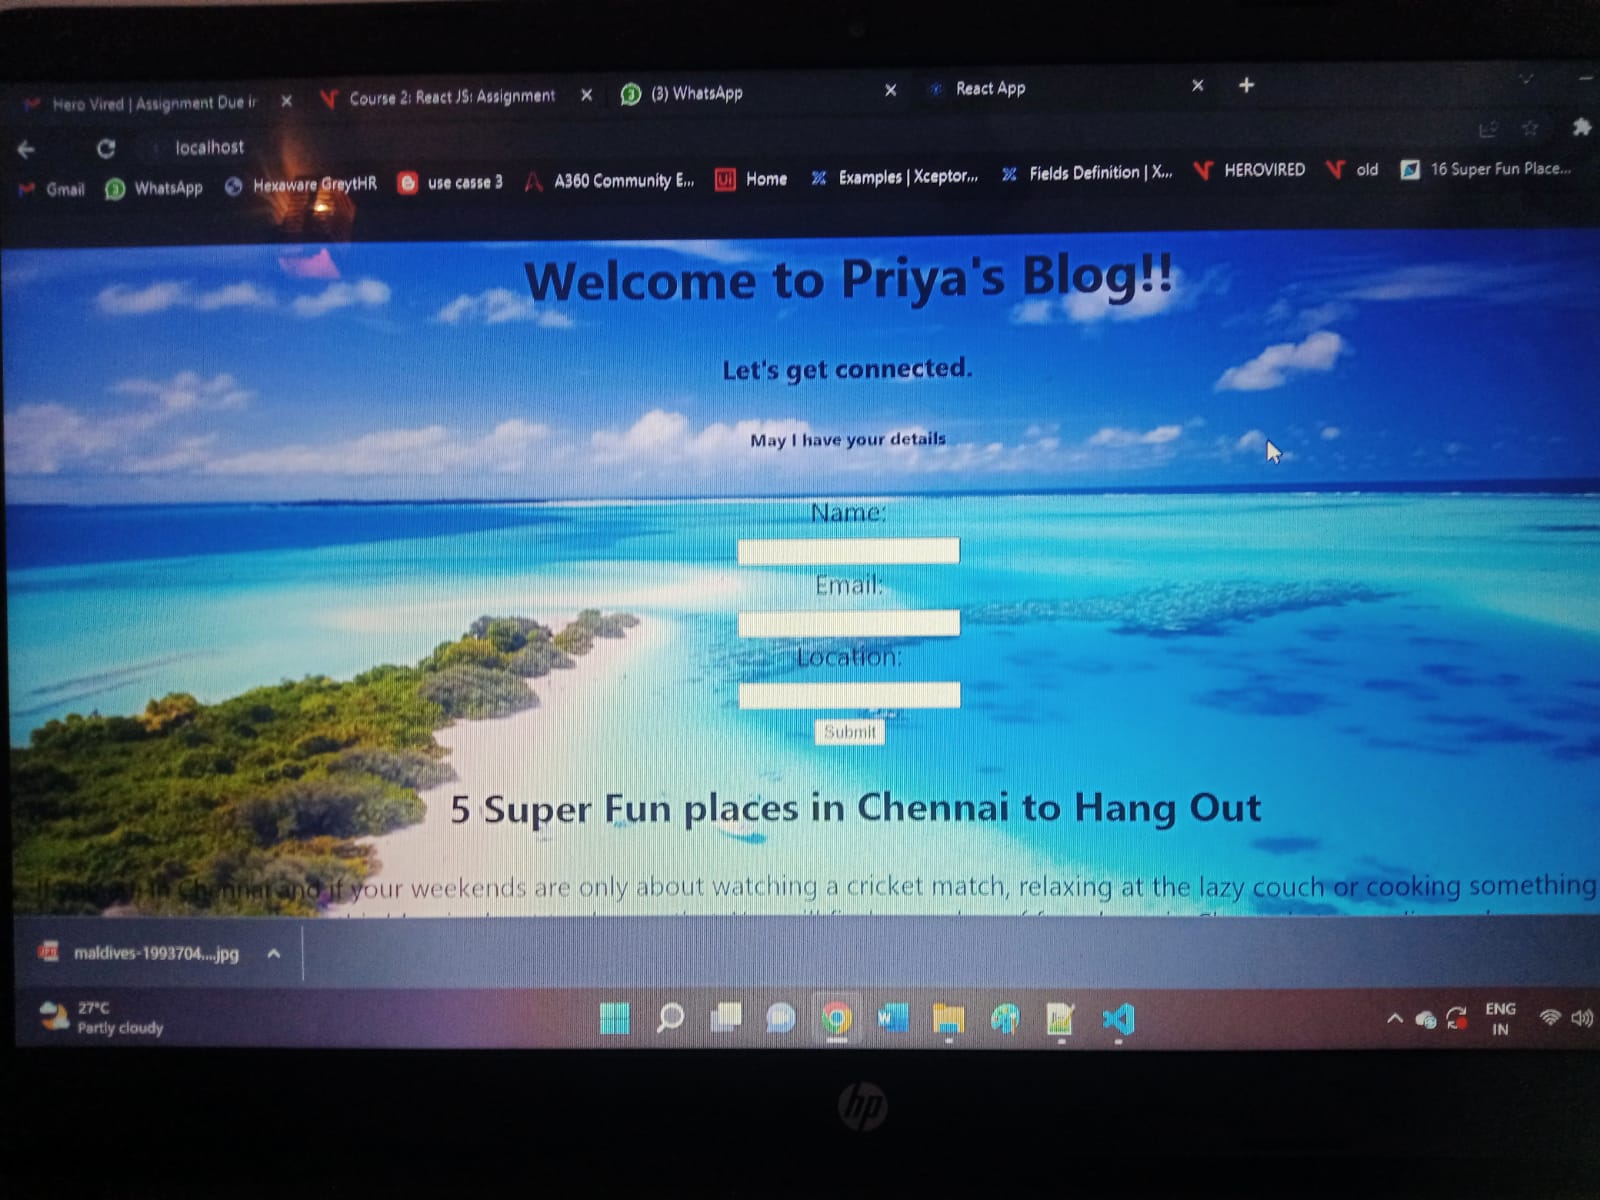 Hero Vired | Assignment Due ir
Course 2: React JS: Assignment
(3) WhatsApp
React App
localhost
Gmail
WhatsApp
Hexaware GreytHR
use casse 3
A360 Community E...
Home
Examples | Xceptor...
Fields Definition | X...
HEROVIRED
old
16 Super Fun Place...
Welcome to Priya's Blog!!
Let's get connected.
May I have your details
Name:
Email:
Location:
Submit
5 Super Fun places in Chennai to Hang Out
in Chennai and if your weekends are only about watching a cricket match, relaxing at the lazy couch or cooking something
maldives-1993704....jpg
27°C
Partly cloudy
ENG
IN
hp